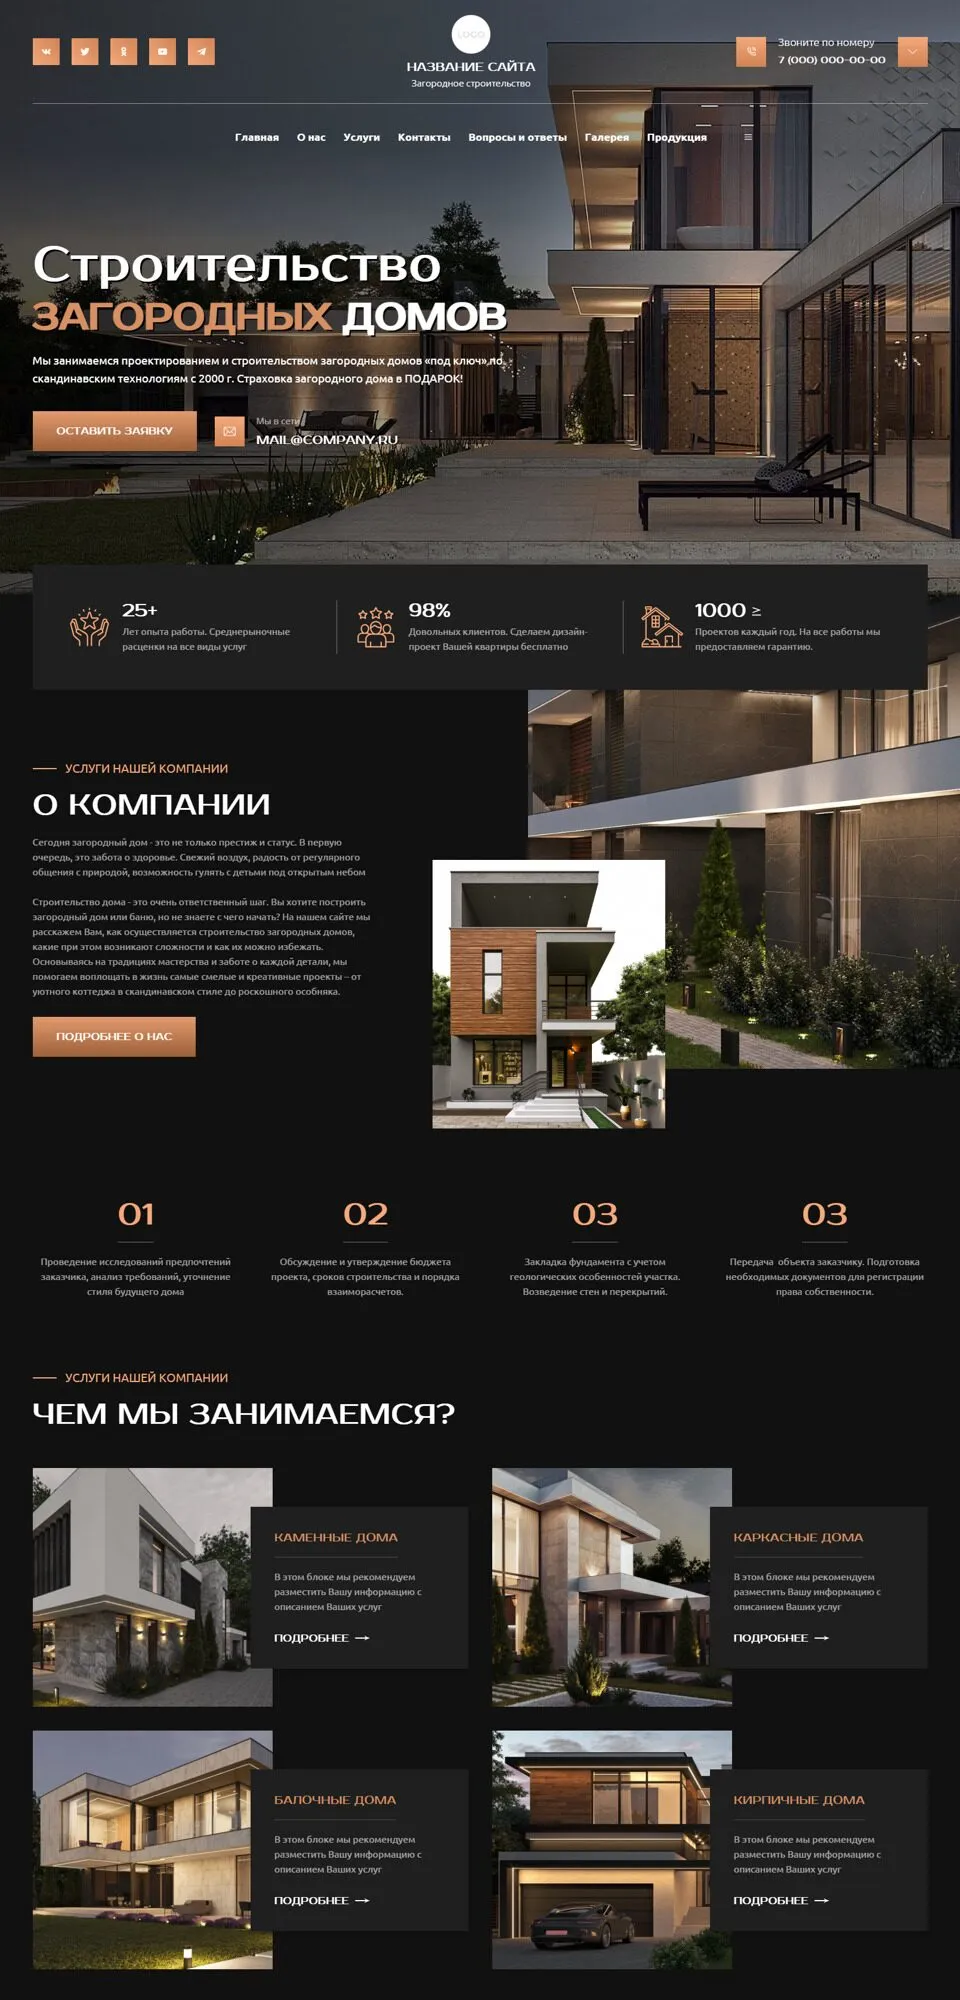 LOGO
НАЗВАНИЕ САЙТА
Загородное строительство
Звоните по номеру
7 (000) 000-00-00
Главная О нас Услуги Контакты Вопросы и ответы Галерея Продукция
Строительство
ЗАГОРОДНЫХ ДОМОВ
Мы занимаемся проектированием и строительством загородных домов «под ключ»,по
скандинавским технологиям с 2000 г. Страховка загородного дома в ПОДАРОК!
ОСТАВИТЬ ЗАЯВКУ
Мы в сети
MAIL@COMPANY.RU
25+
Лет опыта работы. Среднерыночные
расценки на все виды услуг
98%
Довольных клиентов. Сделаем дизайн-
проект Вашей квартиры бесплатно
1000 ≥
Проектов каждый год. На все работы мы
предоставляем гарантию.
УСЛУГИ НАШЕЙ КОМПАНИИ
О КОМПАНИИ
Сегодня загородный дом - это не только престиж и статус. В первую
очередь, это забота о здоровье. Свежий воздух, радость от регулярного
общения с природой, возможность гулять с детьми под открытым небом
Строительство дома - это очень ответственный шаг. Вы хотите построить
загородный дом или баню, но не знаете с чего начать? На нашем сайте мы
расскажем Вам, как осуществляется строительство загородных домов,
какие при этом возникают сложности и как их можно избежать.
Основываясь на традициях мастерства и заботе о каждой детали, мы
помогаем воплощать в жизнь самые смелые и креативные проекты – от
уютного коттеджа в скандинавском стиле до роскошного особняка.
ПОДРОБНЕЕ О НАС
01
Проведение исследований предпочтений
заказчика, анализ требований, уточнение
стиля будущего дома
02
Обсуждение и утверждение бюджета
проекта, сроков строительства и порядка
взаиморасчетов.
03
Закладка фундамента с учетом
геологических особенностей участка.
Возведение стен и перекрытий.
03
Передача объекта заказчику. Подготовка
необходимых документов для регистрации
права собственности.
УСЛУГИ НАШЕЙ КОМПАНИИ
ЧЕМ МЫ ЗАНИМАЕМСЯ?
КАМЕННЫЕ ДОМА
В этом блоке мы рекомендуем
разместить Вашу информацию с
описанием Ваших услуг
ПОДРОБНЕЕ
КАРКАСНЫЕ ДОМА
В этом блоке мы рекомендуем
разместить Вашу информацию с
описанием Ваших услуг
ПОДРОБНЕЕ
БАЛОЧНЫЕ ДОМА
В этом блоке мы рекомендуем
разместить Вашу информацию с
описанием Ваших услуг
ПОДРОБНЕЕ
КИРПИЧНЫЕ ДОМА
В этом блоке мы рекомендуем
разместить Вашу информацию с
описанием Ваших услуг
ПОДРОБНЕЕ